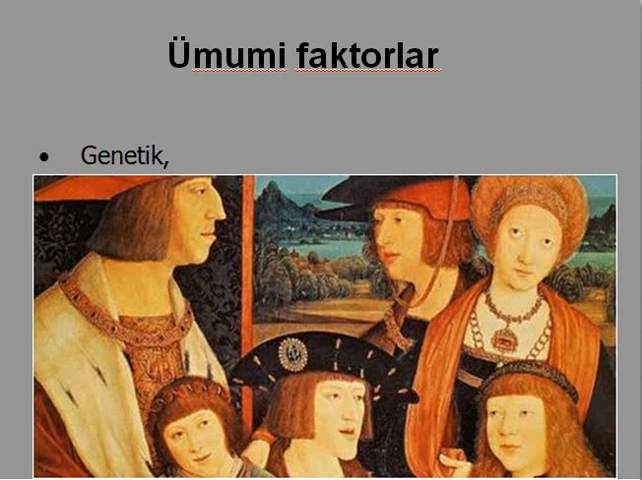 Ümumi faktorlar
• Genetik,